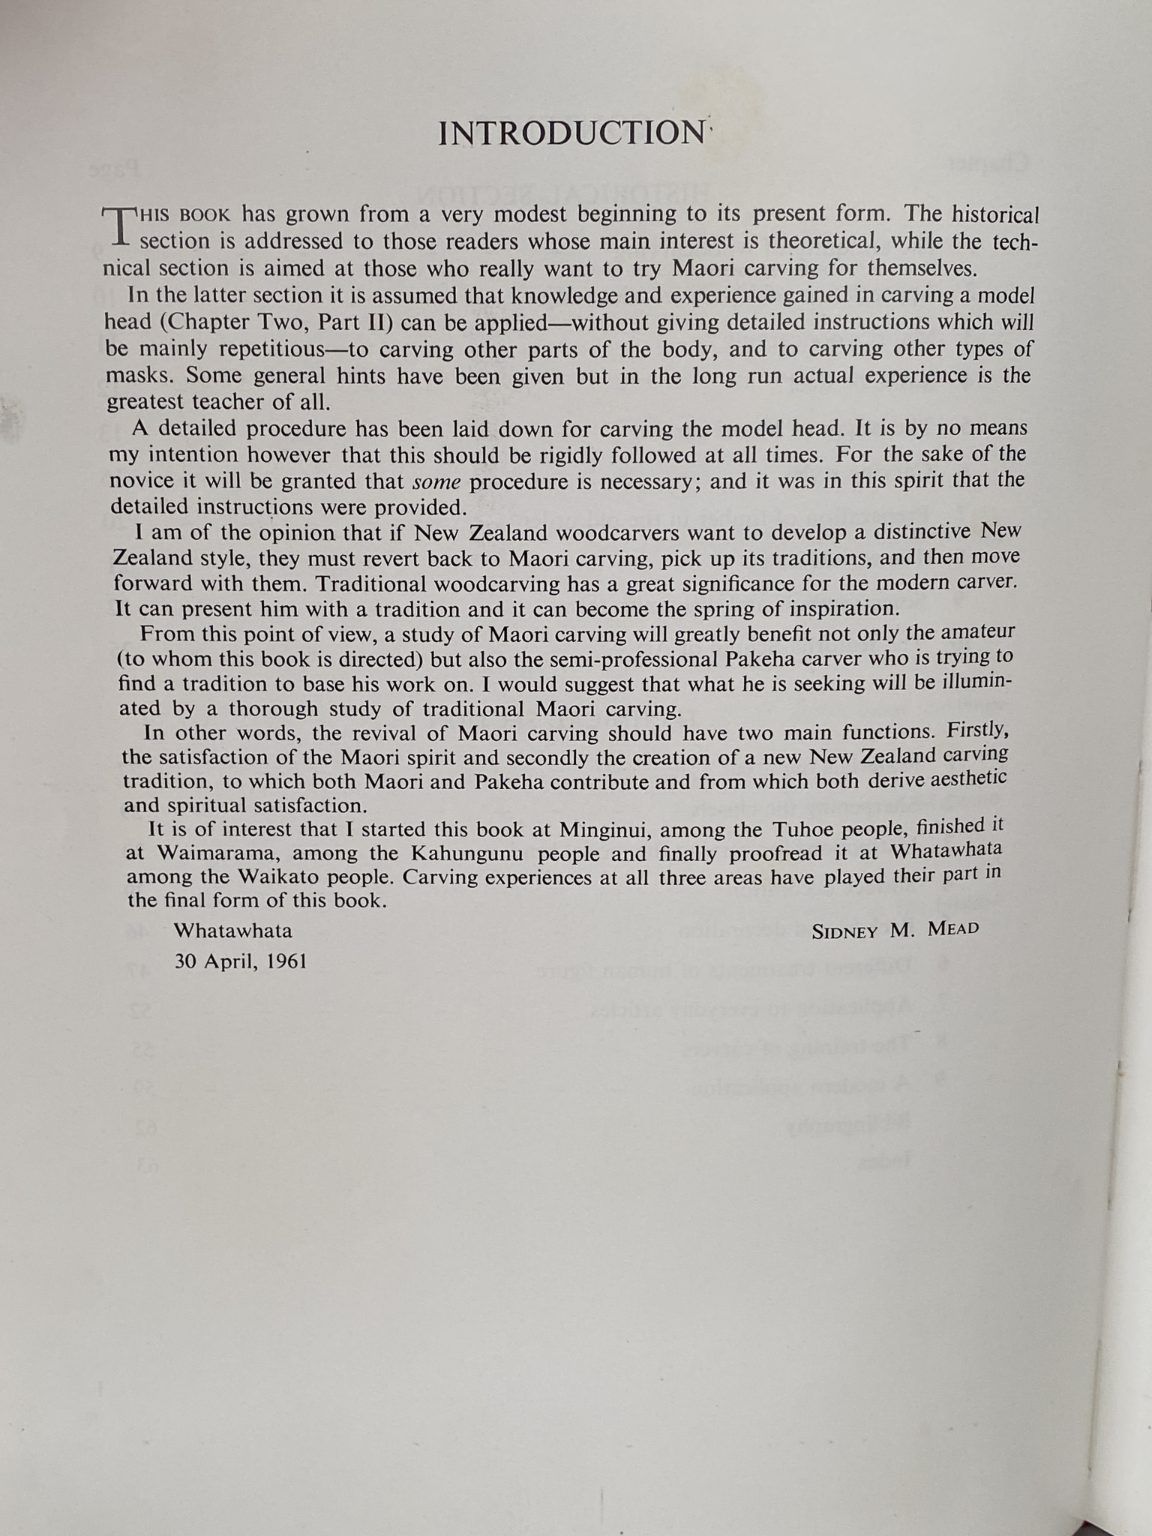 INTRODUCTION
THIS BOOK has grown from a very modest beginning to its present form. The historical
section is addressed to those readers whose main interest is theoretical, while the tech-
nical section is aimed at those who really want to try Maori carving for themselves.
In the latter section it is assumed that knowledge and experience gained in carving a model
head (Chapter Two, Part II) can be applied—without giving detailed instructions which will
be mainly repetitious—to carving other parts of the body, and to carving other types of
masks. Some general hints have been given but in the long run actual experience is the
greatest teacher of all.
A detailed procedure has been laid down for carving the model head. It is by no means
my intention however that this should be rigidly followed at all times. For the sake of the
novice it will be granted that some procedure is necessary; and it was in this spirit that the
detailed instructions were provided.
I am of the opinion that if New Zealand woodcarvers want to develop a distinctive New
Zealand style, they must revert back to Maori carving, pick up its traditions, and then move
forward with them. Traditional woodcarving has a great significance for the modern carver.
It can present him with a tradition and it can become the spring of inspiration.
From this point of view, a study of Maori carving will greatly benefit not only the amateur
(to whom this book is directed) but also the semi-professional Pakeha carver who is trying to
find a tradition to base his work on. I would suggest that what he is seeking will be illumin-
ated by a thorough study of traditional Maori carving.
In other words, the revival of Maori carving should have two main functions. Firstly,
the satisfaction of the Maori spirit and secondly the creation of a new New Zealand carving
tradition, to which both Maori and Pakeha contribute and from which both derive aesthetic
and spiritual satisfaction.
It is of interest that I started this book at Minginui, among the Tuhoe people, finished it
at Waimarama, among the Kahungunu people and finally proofread it at Whatawhata
among the Waikato people. Carving experiences at all three areas have played their part in
the final form of this book.
Whatawhata SIDNEY M. MEAD
30 April, 1961